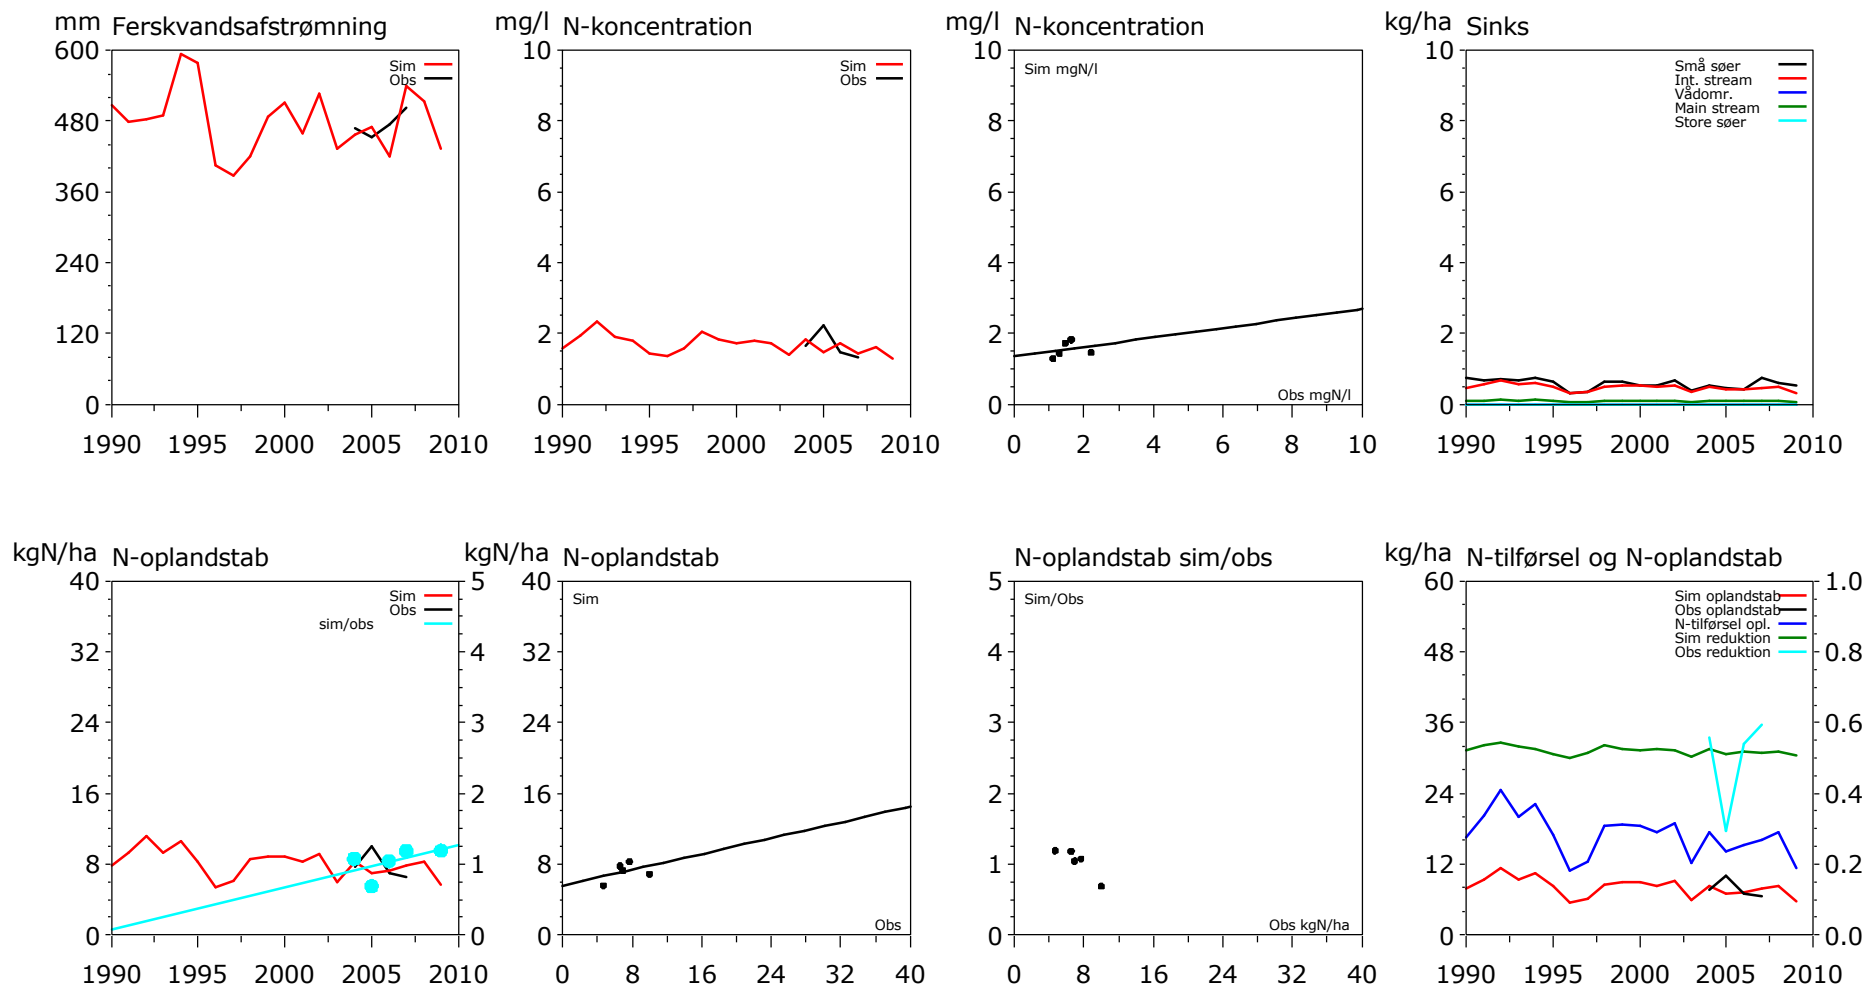 mm Ferskvandsafstrømning
600
480
360
240
120
0
1990 1995 2000 2005 2010
Sim
Obs
mg/l N-koncentration
10
8
6
4
2
0
1990 1995 2000 2005 2010
Sim
Obs
mg/l N-koncentration
10
8
6
4
2
0
0 2 4 6 8 10
Sim mgN/l
Obs mgN/l
kg/ha Sinks
10
8
6
4
2
0
1990 1995 2000 2005 2010
Små søer
Int. stream
Vådomr.
Main stream
Store søer
kgN/ha N-oplandstab
40
32
24
16
8
0
1990 1995 2000 2005 2010
5
4
3
2
1
0
Sim
Obs
sim/obs
kgN/ha N-oplandstab
40
32
24
16
8
0
0 8 16 24 32 40
Sim
Obs
N-oplandstab sim/obs
5
4
3
2
1
0
0 8 16 24 32 40
Sim/Obs
Obs kgN/ha
kg/ha N-tilførsel og N-oplandstab
60
48
36
24
12
0
1990 1995 2000 2005 2010
1.0
0.8
0.6
0.4
0.2
0.0
Sim oplandstab
Obs oplandstab
N-tilførsel opl.
Sim reduktion
Obs reduktion